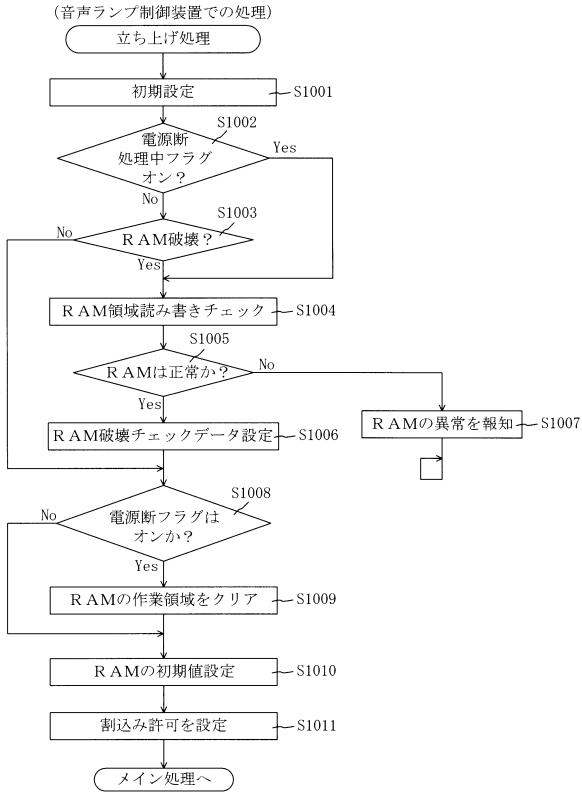 (音声ランプ制御装置での処理)
立ち上げ処理
初期設定
S1001
S1002
電源断
処理中フラグ
オン？
Yes
No
S1003
RAM破壊？
No
Yes
RAM領域読み書きチェック
S1004
S1005
RAMは正常か？
No
Yes
RAMの異常を報知
S1007
RAM破壊チェックデータ設定
S1006
S1008
電源断フラグは
オンか？
No
Yes
RAMの作業領域をクリア
S1009
RAMの初期値設定
S1010
割込み許可を設定
S1011
メイン処理へ